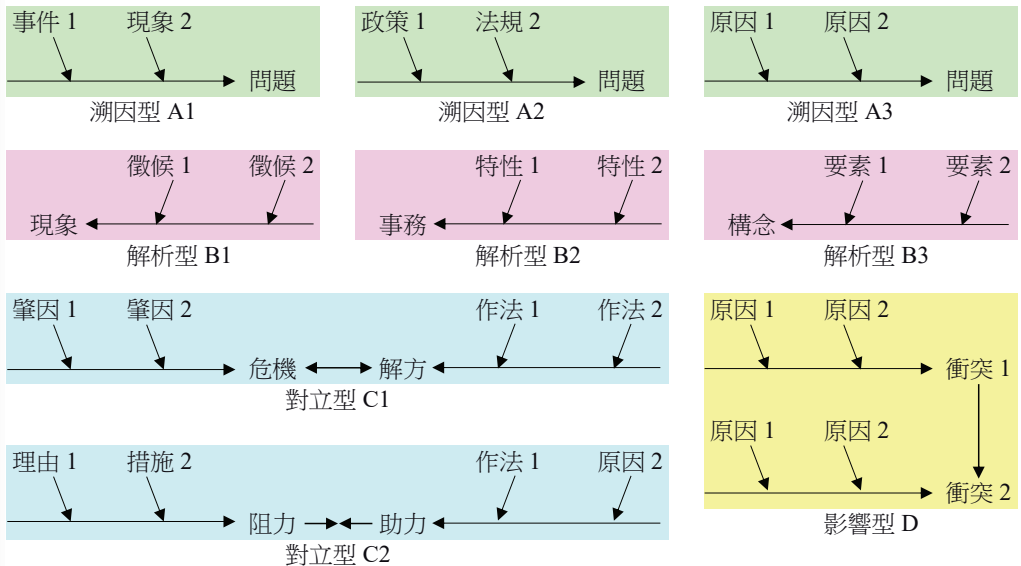 事件 1 現象 2
問題
溯因型 A1
政策 1 法規 2
問題
溯因型 A2
原因 1 原因 2
問題
溯因型 A3
徵候 1 徵候 2
現象
解析型 B1
特性 1 特性 2
事務
解析型 B2
要素 1 要素 2
構念
解析型 B3
肇因 1 肇因 2 作法 1 作法 2
危機 解方
對立型 C1
理由 1 措施 2 作法 1 原因 2
阻力 助力
對立型 C2
原因 1 原因 2
衝突 1
原因 1 原因 2
衝突 2
影響型 D